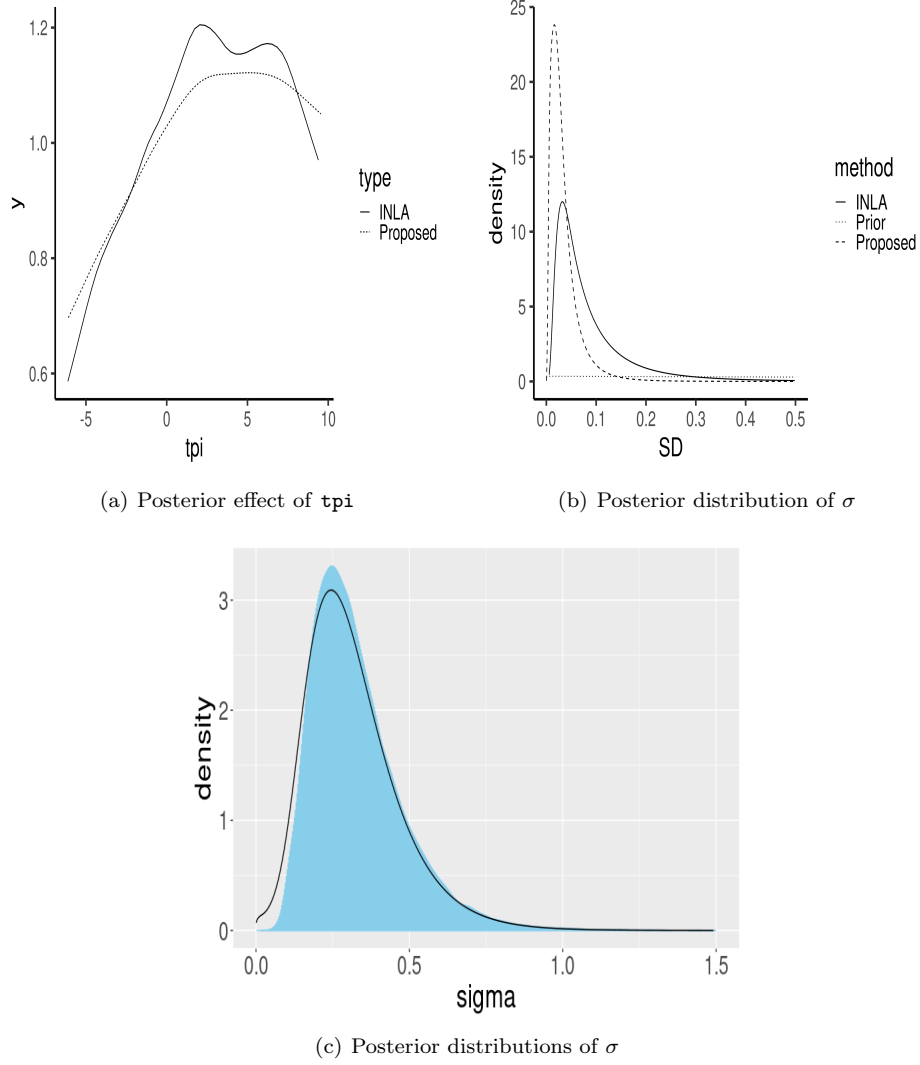 1.2
1.0
0.8
0.6
y
-5
0
5
10
tpi
type
INLA
Proposed
(a) Posterior effect of tpi
25
20
15
10
5
0
density
0.0
0.1
0.2
0.3
0.4
0.5
SD
method
INLA
Prior
Proposed
(b) Posterior distribution of σ
3
2
1
0
density
0.0
0.5
1.0
1.5
sigma
(c) Posterior distributions of σ